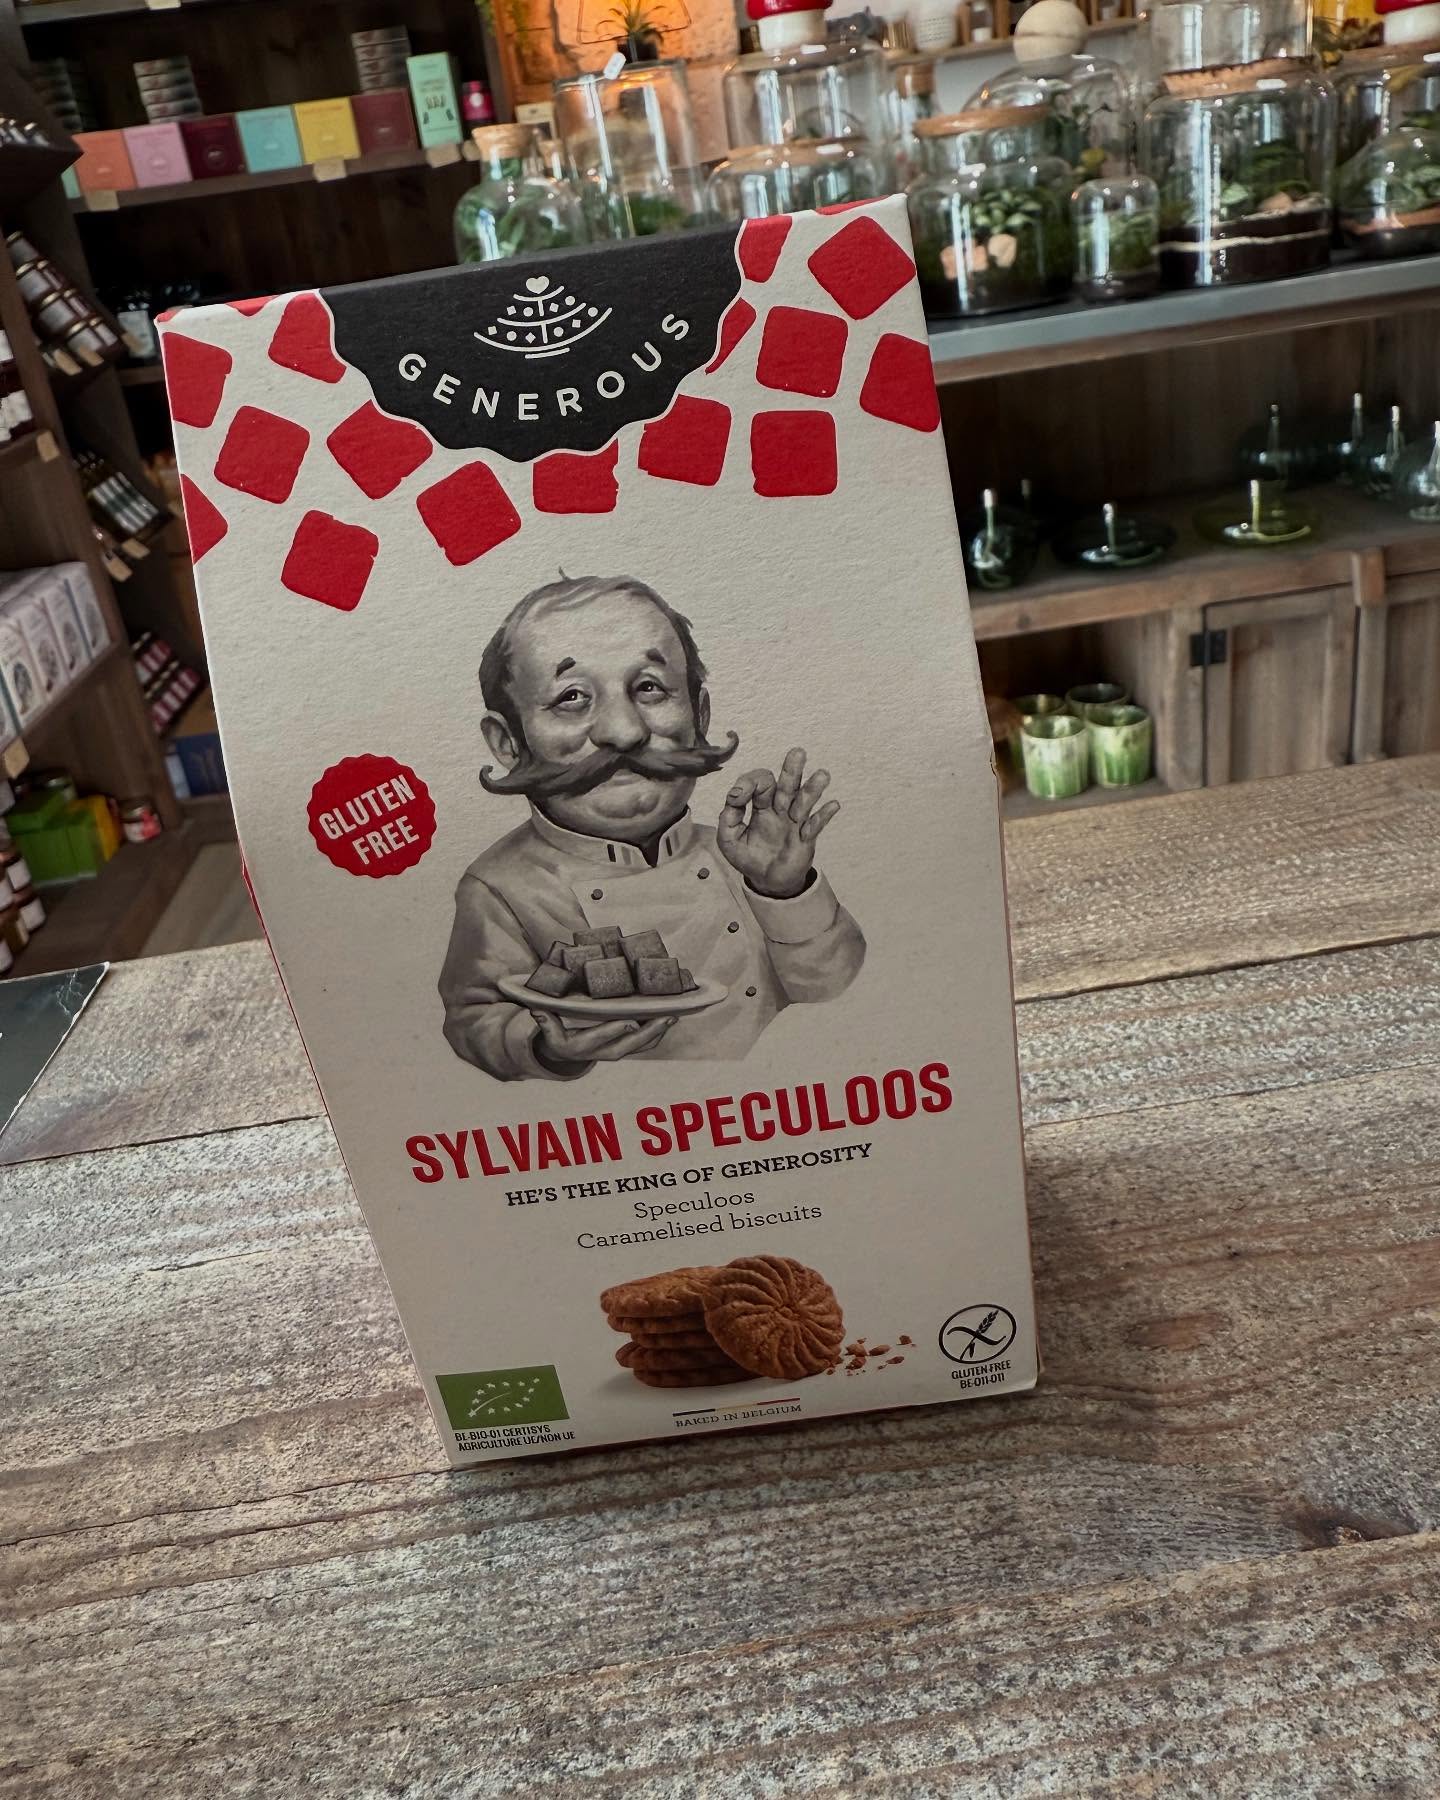 GENEROUS
GLUTEN
FREE
SYLVAIN SPECULOOS
HE'S THE KING OF GENEROSITY
Speculoos
Caramelised biscuits
GLUTEN FREE
BE-011-011
BAKED IN BELGIUM
BE-BIO-01 CERTISYS
AGRICULTURE UE/NON UE